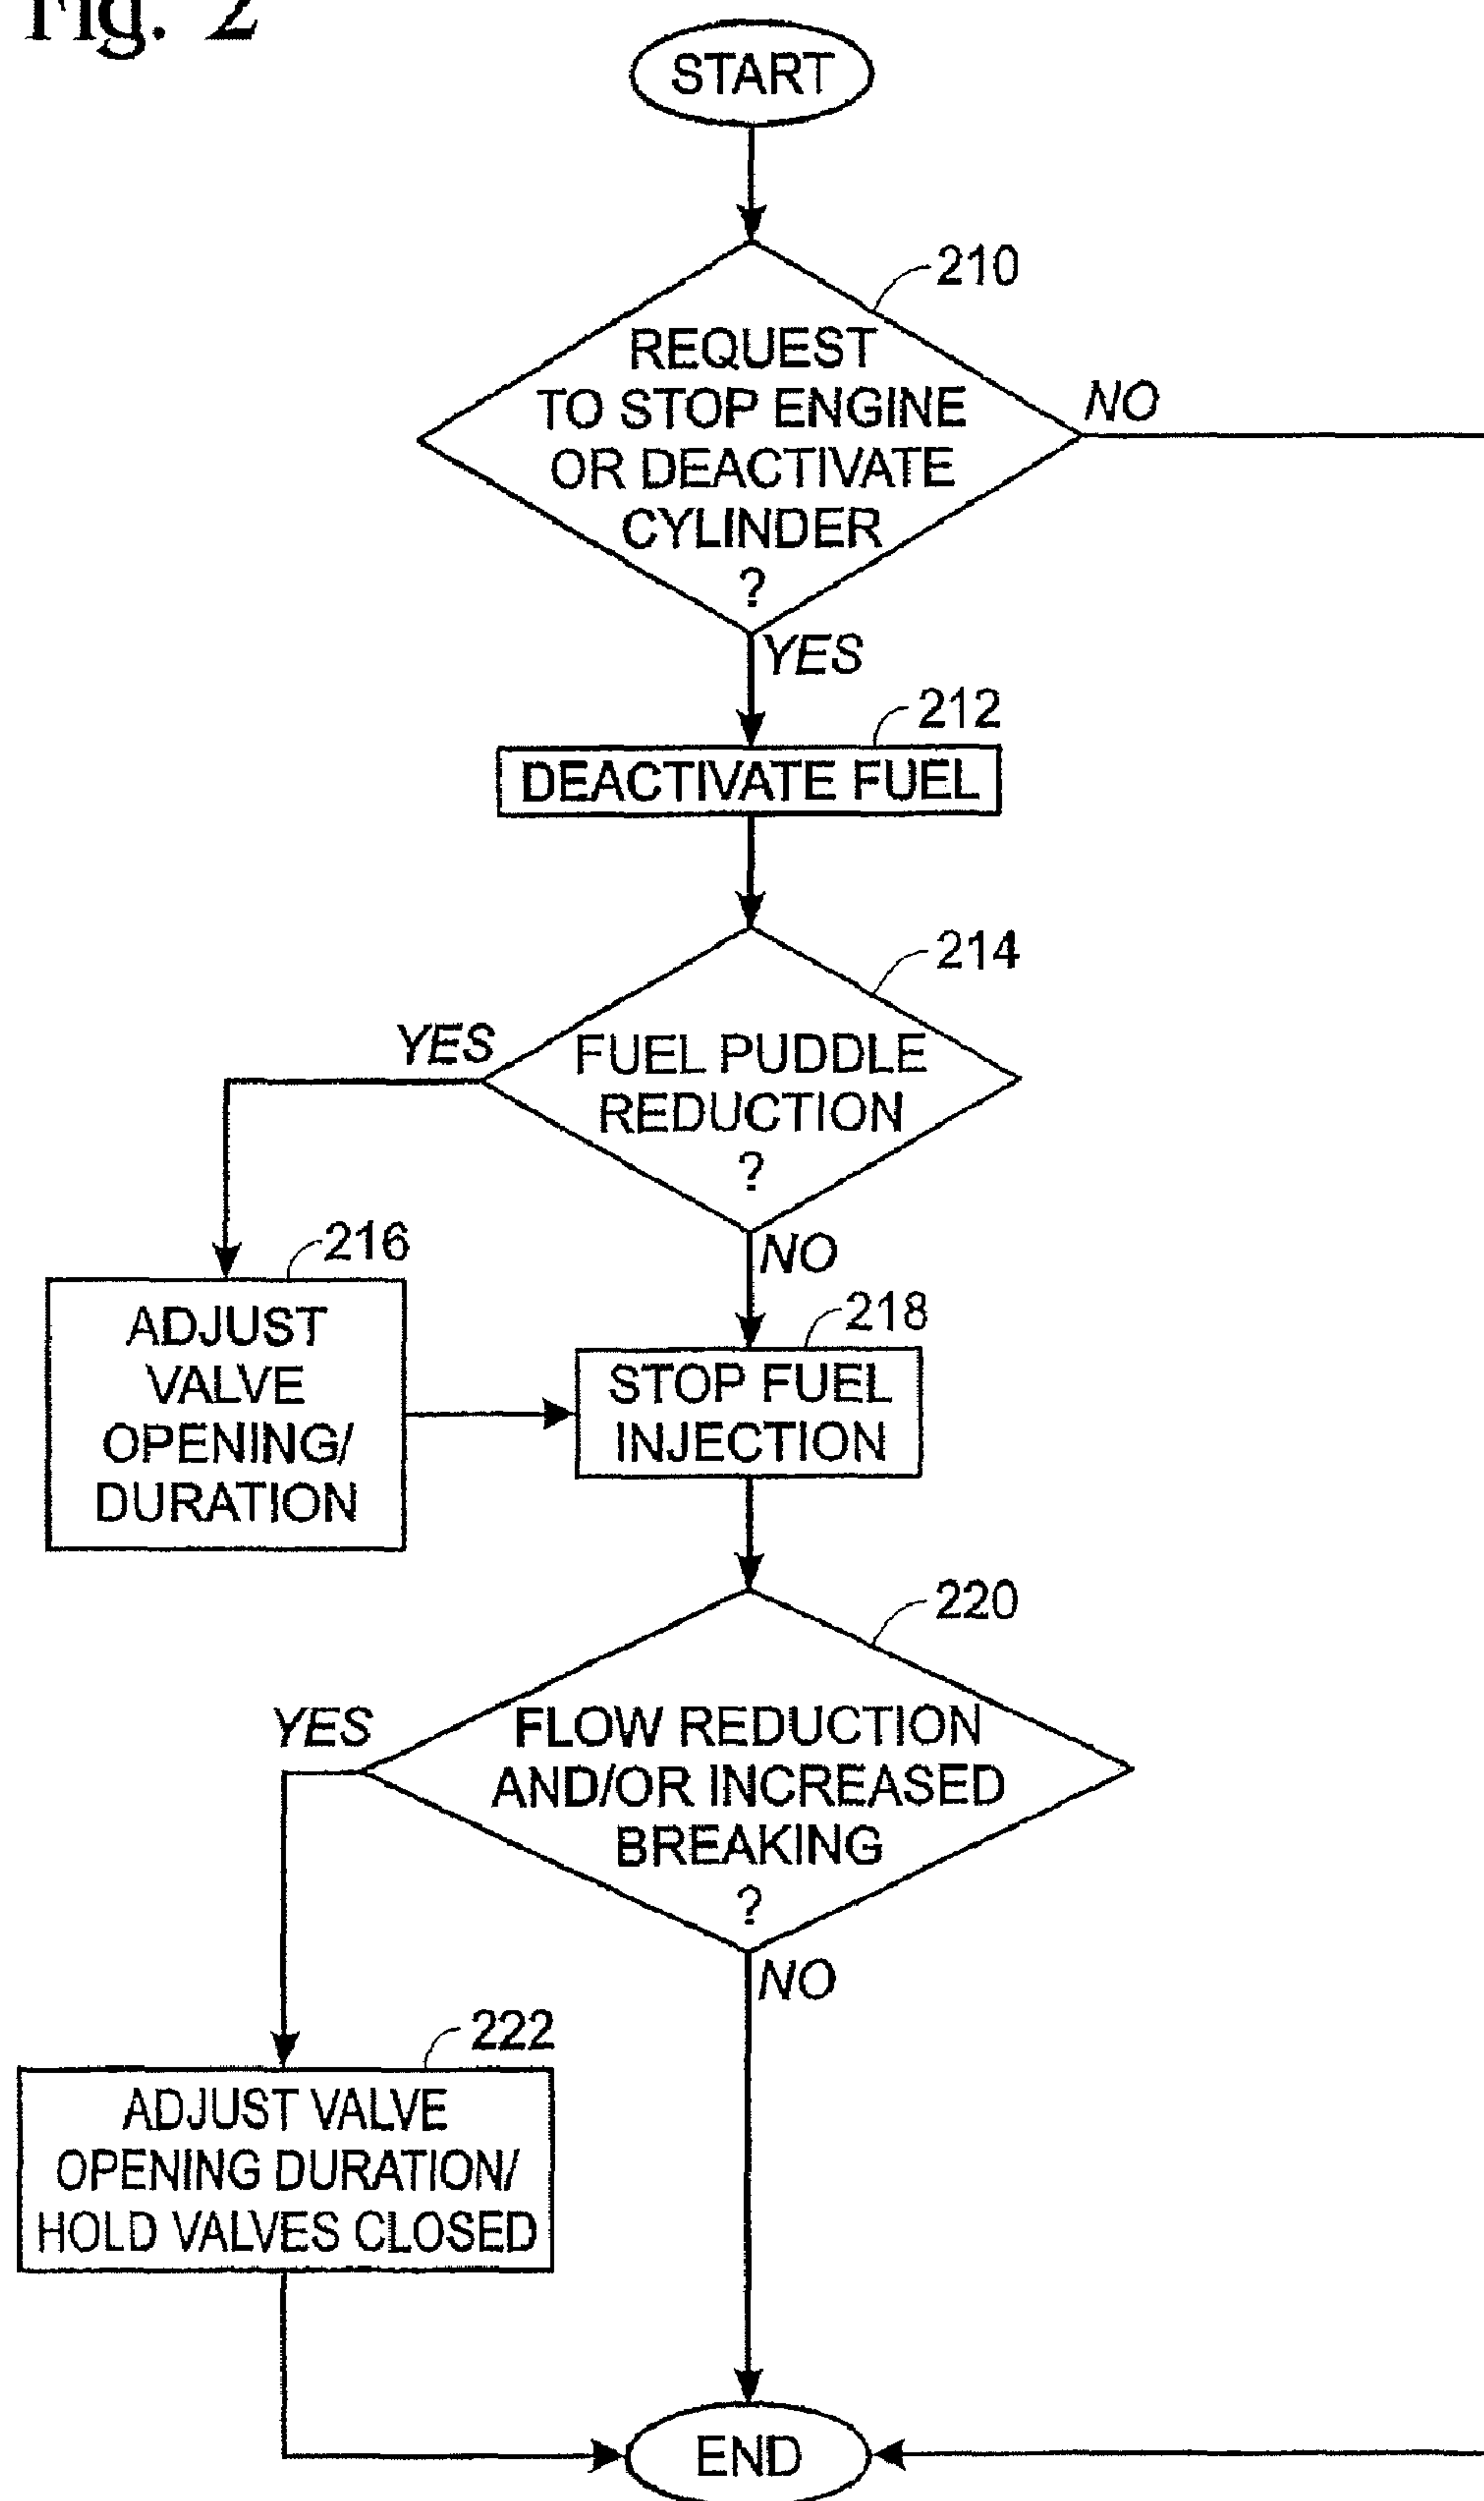 Fig. 2
START
210
REQUEST
TO STOP ENGINE
OR DEACTIVATE
CYLINDER
?
NO
YES
212
DEACTIVATE FUEL
214
FUEL PUDDLE
REDUCTION
?
YES
NO
216
ADJUST
VALVE
OPENING/
DURATION
218
STOP FUEL
INJECTION
220
FLOW REDUCTION
AND/OR INCREASED
BREAKING
?
YES
NO
222
ADJUST VALVE
OPENING DURATION/
HOLD VALVES CLOSED
END